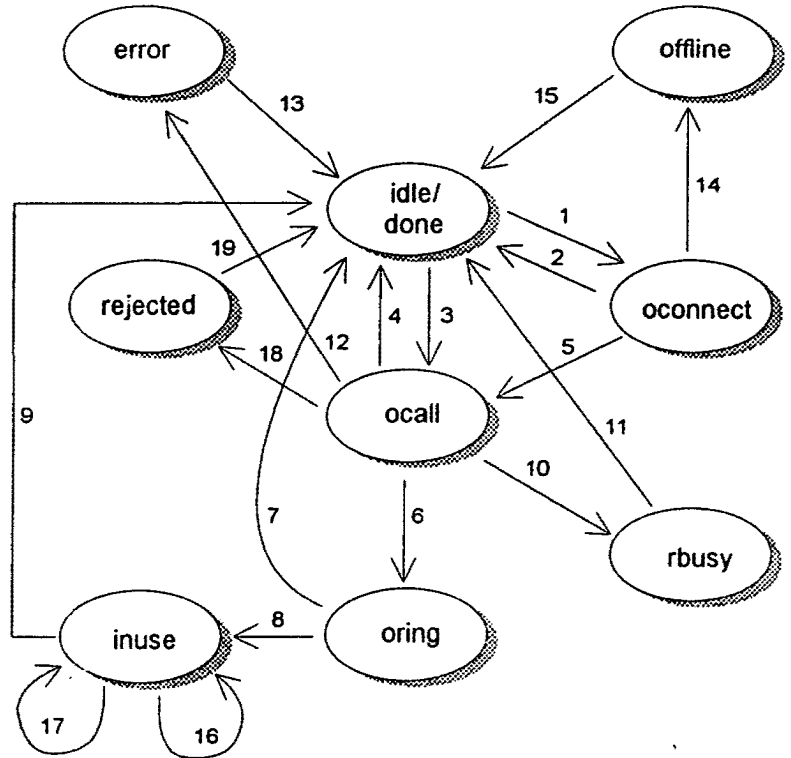 error
offline
13
15
idle/
done
14
1
2
19
rejected
oconnect
4
3
12
18
5
ocall
9
11
10
7
6
rbusy
8
inuse
oring
17
16